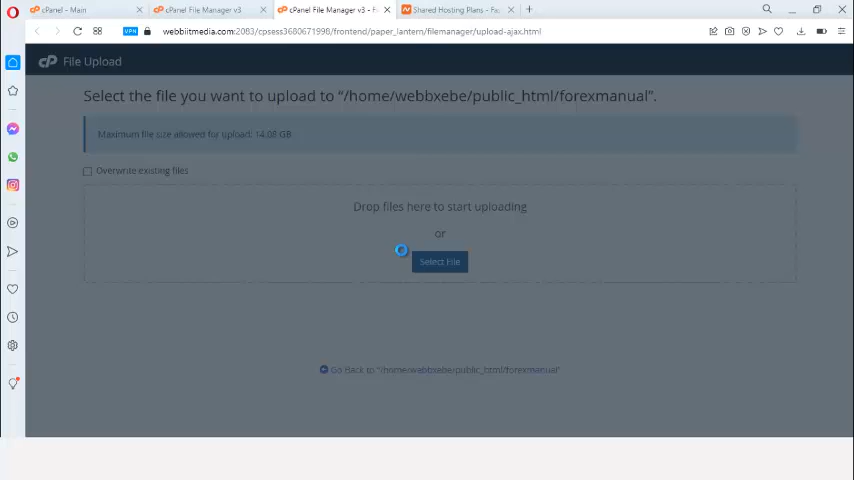 cPanel - Main
cPanel File Manager v3
cPanel File Manager v3 - F
Shared Hosting Plans - Fa
VPN
webbiitmedia.com:2083/cpsess3680671998/frontend/paper_lantern/filemanager/upload-ajax.html
cP File Upload
Select the file you want to upload to “/home/webbxebe/public_html/forexmanual”.
Maximum file size allowed for upload: 14.08 GB
Overwrite existing files
Drop files here to start uploading
or
Select File
Go Back to “/home/webbxebe/public_html/forexmanual”